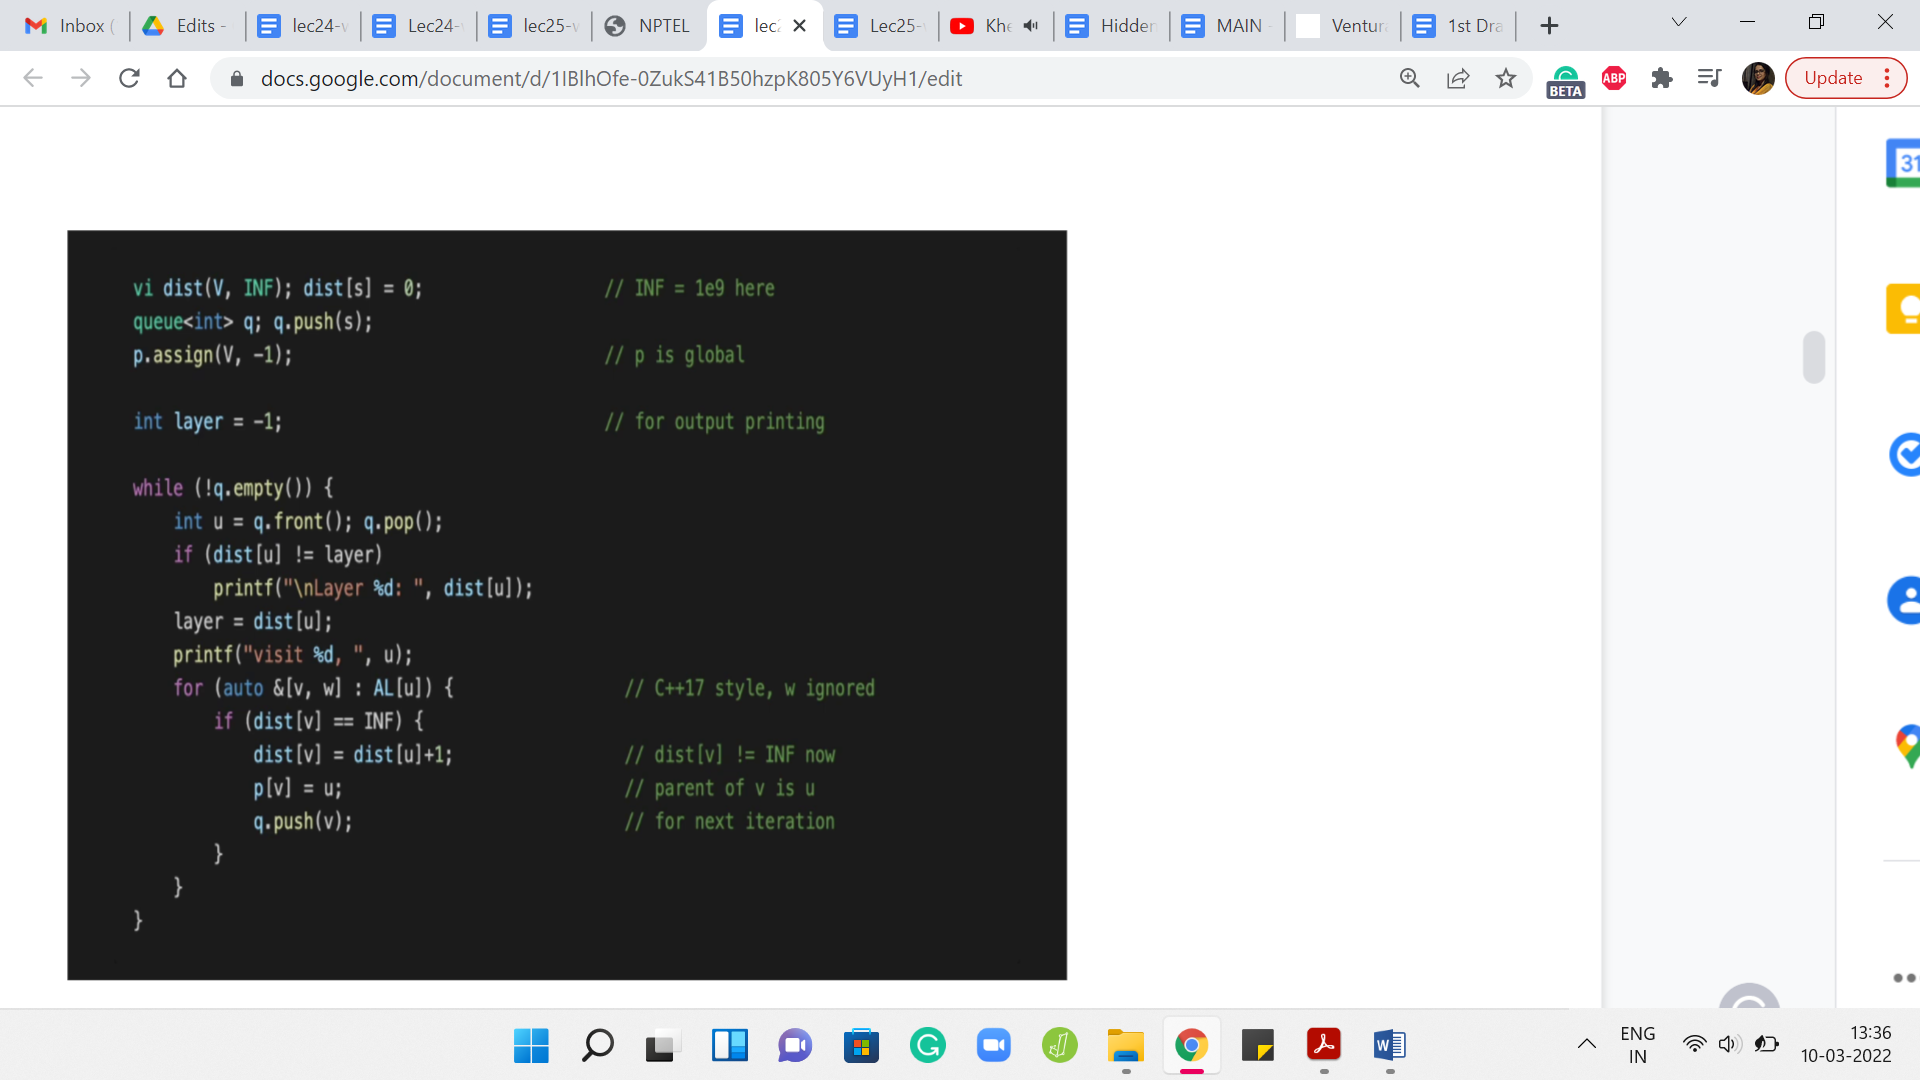 Inbox (
Edits -
lec24-v
Lec24-
lec25-v
NPTEL
lec2
Lec25-
Khe
Hidden
MAIN -
Ventura
1st Dra
docs.google.com/document/d/1IBlhOfe-0ZukS41B50hzpK805Y6VUyH1/edit
BETA
ABP
Update
31
vi dist(V, INF); dist[s] = 0; // INF = 1e9 here
queue<int> q; q.push(s);
p.assign(V, -1); // p is global
int layer = -1; // for output printing
while (!q.empty()) {
int u = q.front(); q.pop();
if (dist[u] != layer)
printf("\nLayer %d: ", dist[u]);
layer = dist[u];
printf("visit %d, ", u);
for (auto &[v, w] : AL[u]) { // C++17 style, w ignored
if (dist[v] == INF) {
dist[v] = dist[u]+1; // dist[v] != INF now
p[v] = u; // parent of v is u
q.push(v); // for next iteration
}
}
}
ENG
IN
13:36
10-03-2022